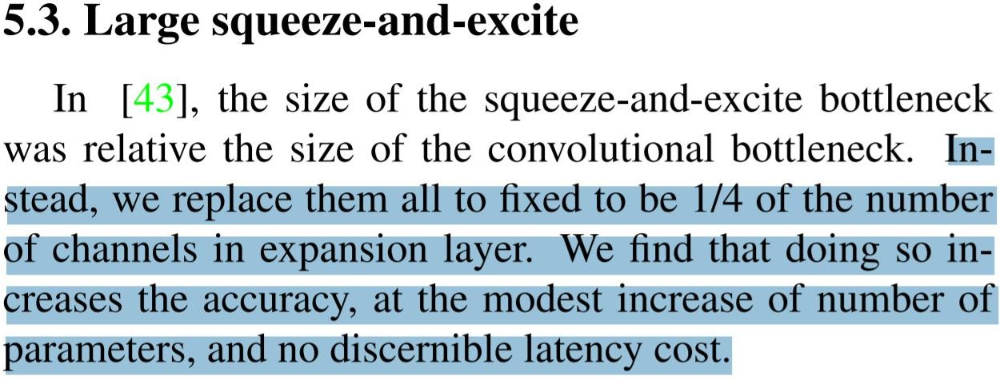 5.3. Large squeeze-and-excite
In [43], the size of the squeeze-and-excite bottleneck
was relative the size of the convolutional bottleneck. In-
stead, we replace them all to fixed to be 1/4 of the number
of channels in expansion layer. We find that doing so in-
creases the accuracy, at the modest increase of number of
parameters, and no discernible latency cost.